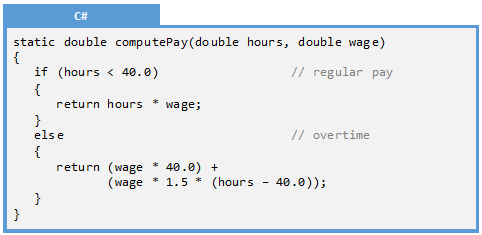 C#
static double computePay(double hours, double wage)
{
   if (hours < 40.0)                   // regular pay
   {
      return hours * wage;
   }
   else                                // overtime
   {
      return (wage * 40.0) +
             (wage * 1.5 * (hours – 40.0));
   }
}